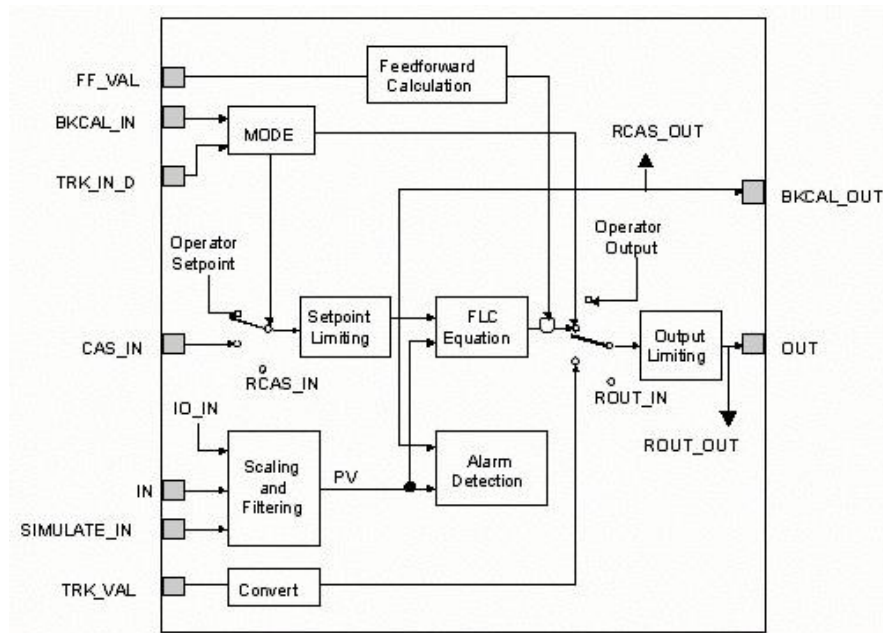 FF_VAL
Feedforward
Calculation
BKCAL_IN
MODE
RCAS_OUT
TRK_IN_D
BKCAL_OUT
Operator
Setpoint
Operator
Output
Setpoint
Limiting
FLC
Equation
Output
Limiting
CAS_IN
OUT
RCAS_IN
ROUT_IN
IO_IN
ROUT_OUT
Scaling
and
Filtering
PV
Alarm
Detection
IN
SIMULATE_IN
TRK_VAL
Convert